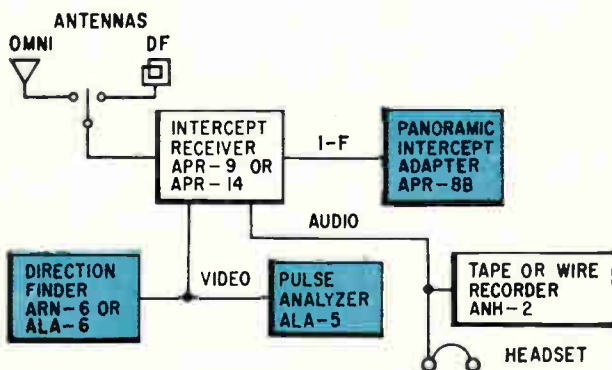 ANTENNAS
OMNI
DF
INTERCEPT
RECEIVER
APR-9 OR
APR-14
I-F
PANORAMIC
INTERCEPT
ADAPTER
APR-8B
AUDIO
DIRECTION
FINDER
ARN-6 OR
ALA-6
VIDEO
PULSE
ANALYZER
ALA-5
TAPE OR WIRE
RECORDER
ANH-2
HEADSET